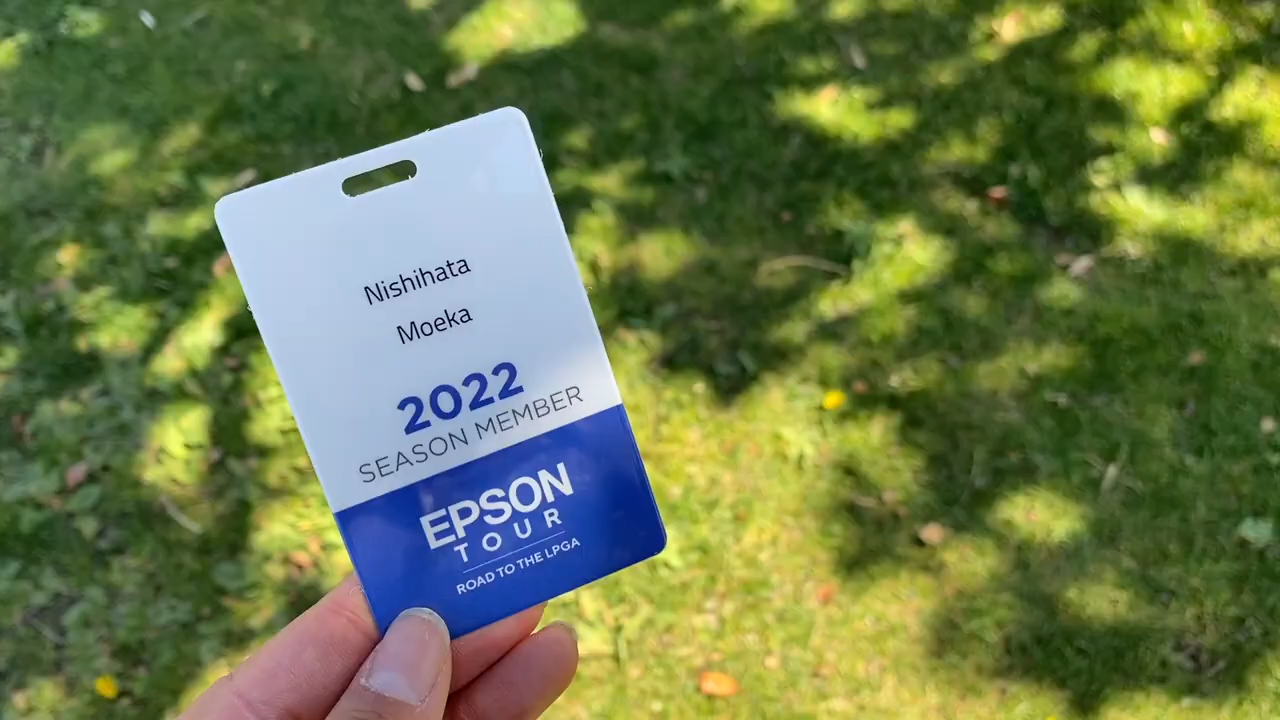 Nishihata
Moeka
2022
SEASON MEMBER
EPSON
TOUR
ROAD TO THE LPGA